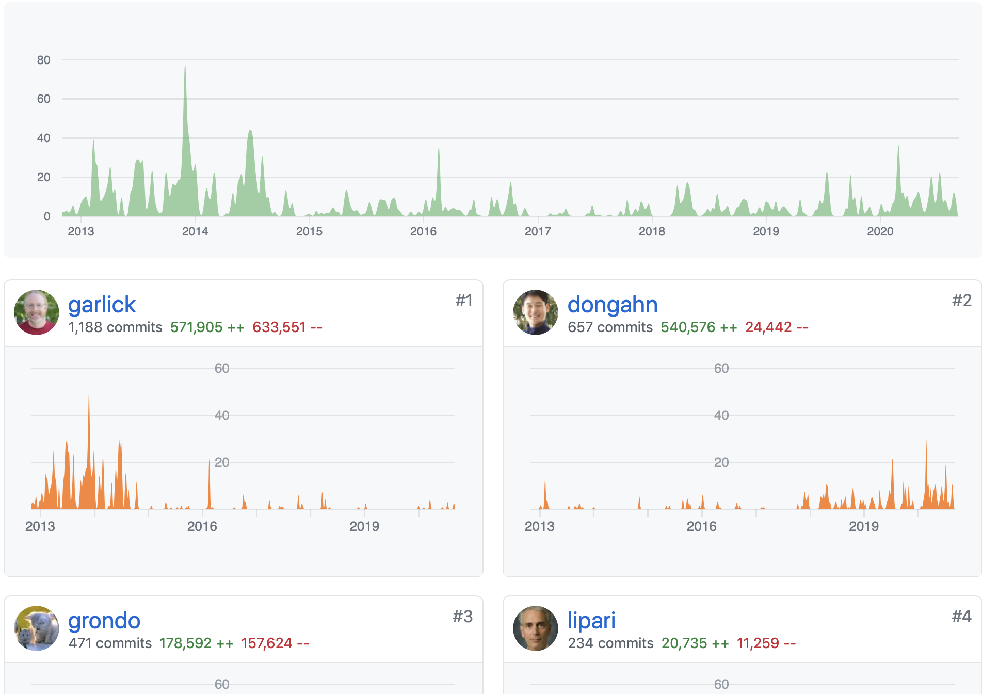 80
60
40
20
0
2013 2014 2015 2016 2017 2018 2019 2020
garlick #1
1,188 commits 571,905 ++ 633,551 --
60
40
20
2013 2016 2019
dongahn #2
657 commits 540,576 ++ 24,442 --
60
40
20
2013 2016 2019
grondo #3
471 commits 178,592 ++ 157,624 --
60
lipari #4
234 commits 20,735 ++ 11,259 --
60